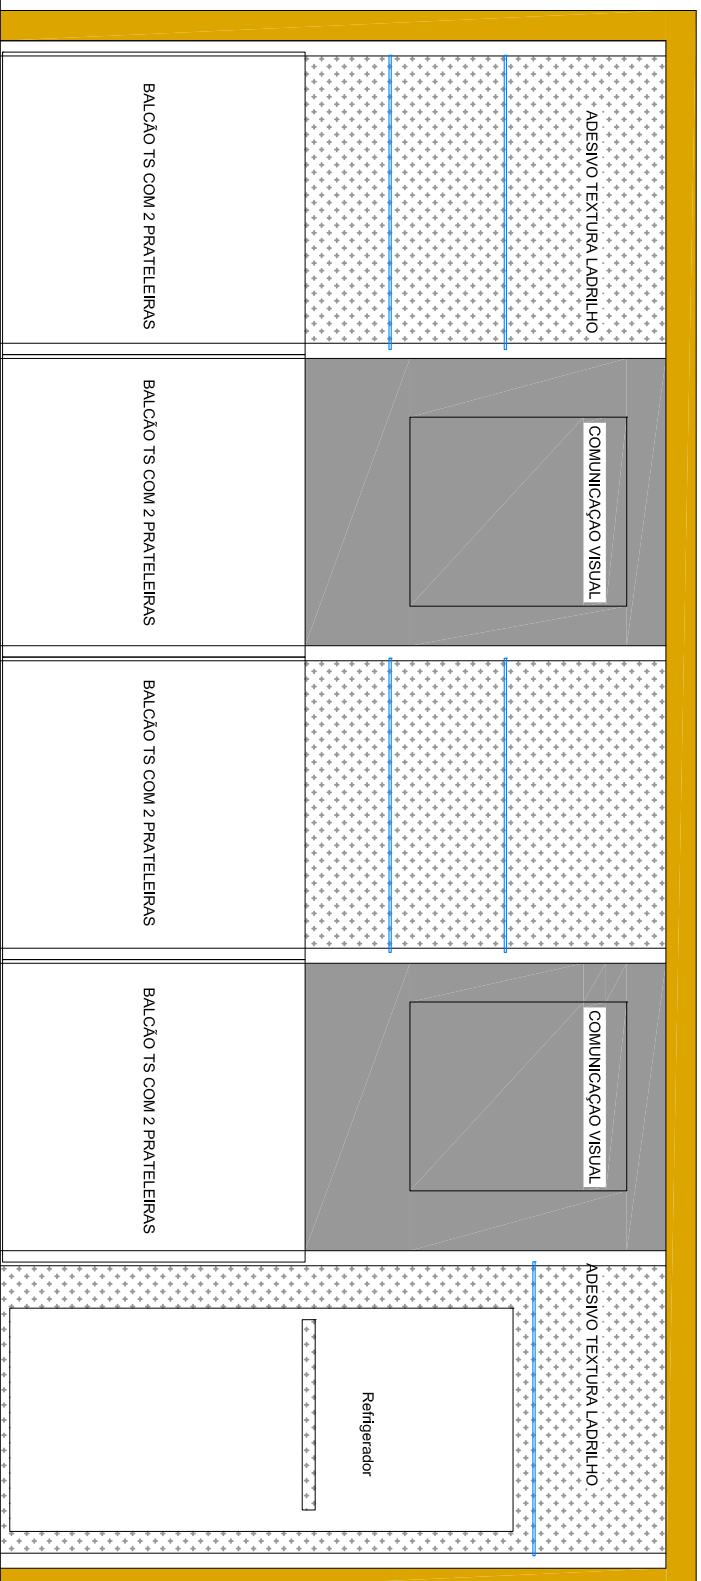 ADESIVO TEXTURA LADRILHO
COMUNICAÇAO VISUAL
COMUNICAÇAO VISUAL
ADESIVO TEXTURA LADRILHO
Refrigerador
BALCÃO TS COM 2 PRATELEIRAS
BALCÃO TS COM 2 PRATELEIRAS
BALCÃO TS COM 2 PRATELEIRAS
BALCÃO TS COM 2 PRATELEIRAS